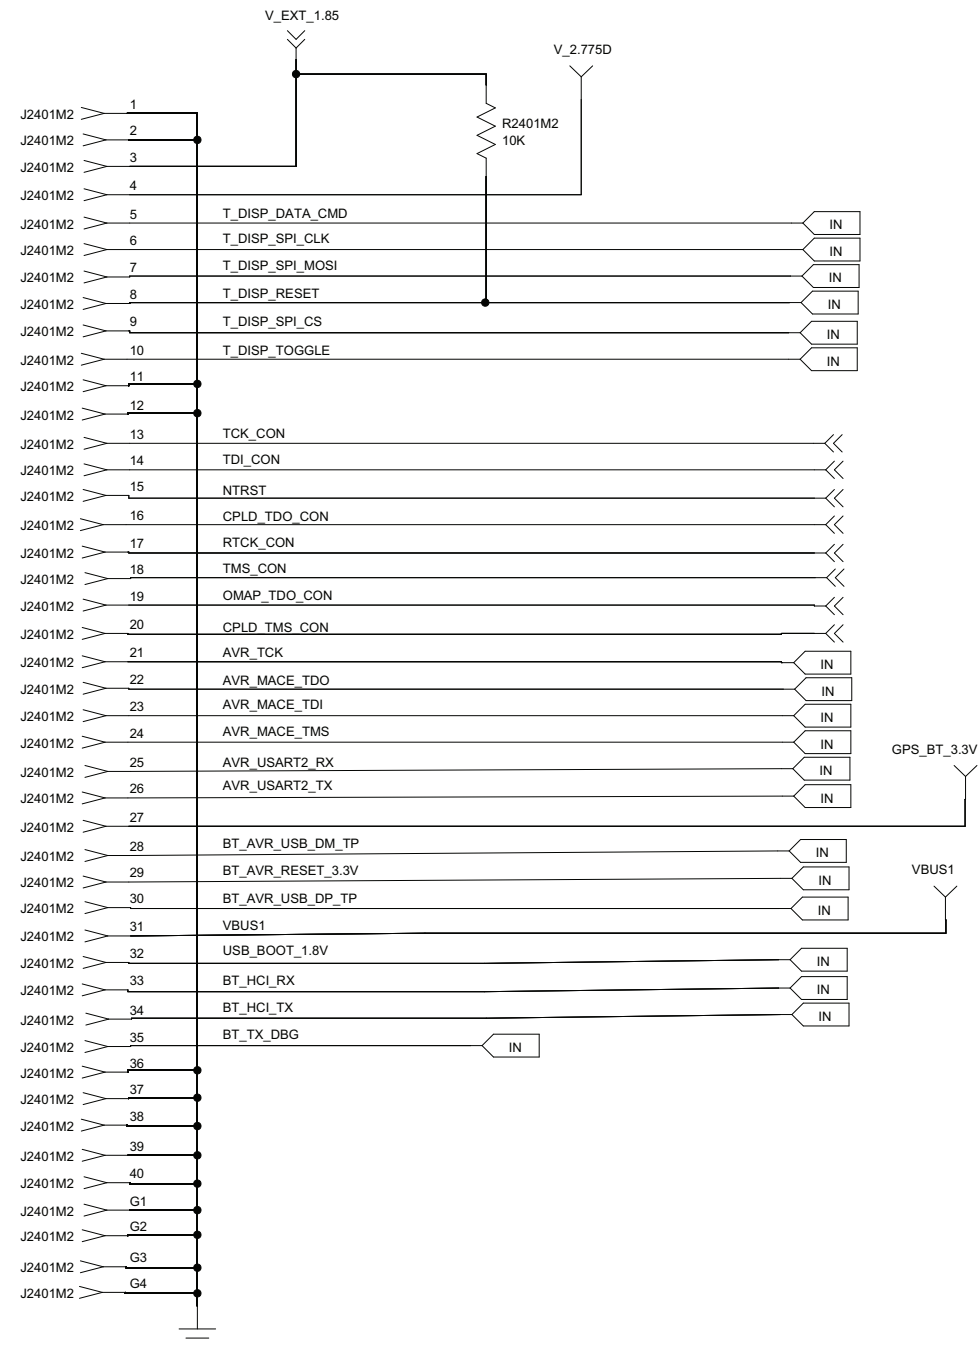 V_EXT_1.85
V_2.775D
R2401M2
10K
J2401M2 1
J2401M2 2
J2401M2 3
J2401M2 4
J2401M2 5 T_DISP_DATA_CMD IN
J2401M2 6 T_DISP_SPI_CLK IN
J2401M2 7 T_DISP_SPI_MOSI IN
J2401M2 8 T_DISP_RESET IN
J2401M2 9 T_DISP_SPI_CS IN
J2401M2 10 T_DISP_TOGGLE IN
J2401M2 11
J2401M2 12
J2401M2 13 TCK_CON
J2401M2 14 TDI_CON
J2401M2 15 NTRST
J2401M2 16 CPLD_TDO_CON
J2401M2 17 RTCK_CON
J2401M2 18 TMS_CON
J2401M2 19 OMAP_TDO_CON
J2401M2 20 CPLD_TMS_CON
J2401M2 21 AVR_TCK IN
J2401M2 22 AVR_MACE_TDO IN
J2401M2 23 AVR_MACE_TDI IN
J2401M2 24 AVR_MACE_TMS IN
GPS_BT_3.3V
J2401M2 25 AVR_USART2_RX IN
J2401M2 26 AVR_USART2_TX IN
J2401M2 27
J2401M2 28 BT_AVR_USB_DM_TP IN
J2401M2 29 BT_AVR_RESET_3.3V IN
VBUS1
J2401M2 30 BT_AVR_USB_DP_TP IN
J2401M2 31 VBUS1
J2401M2 32 USB_BOOT_1.8V IN
J2401M2 33 BT_HCI_RX IN
J2401M2 34 BT_HCI_TX IN
J2401M2 35 BT_TX_DBG IN
J2401M2 36
J2401M2 37
J2401M2 38
J2401M2 39
J2401M2 40
J2401M2 G1
J2401M2 G2
J2401M2 G3
J2401M2 G4